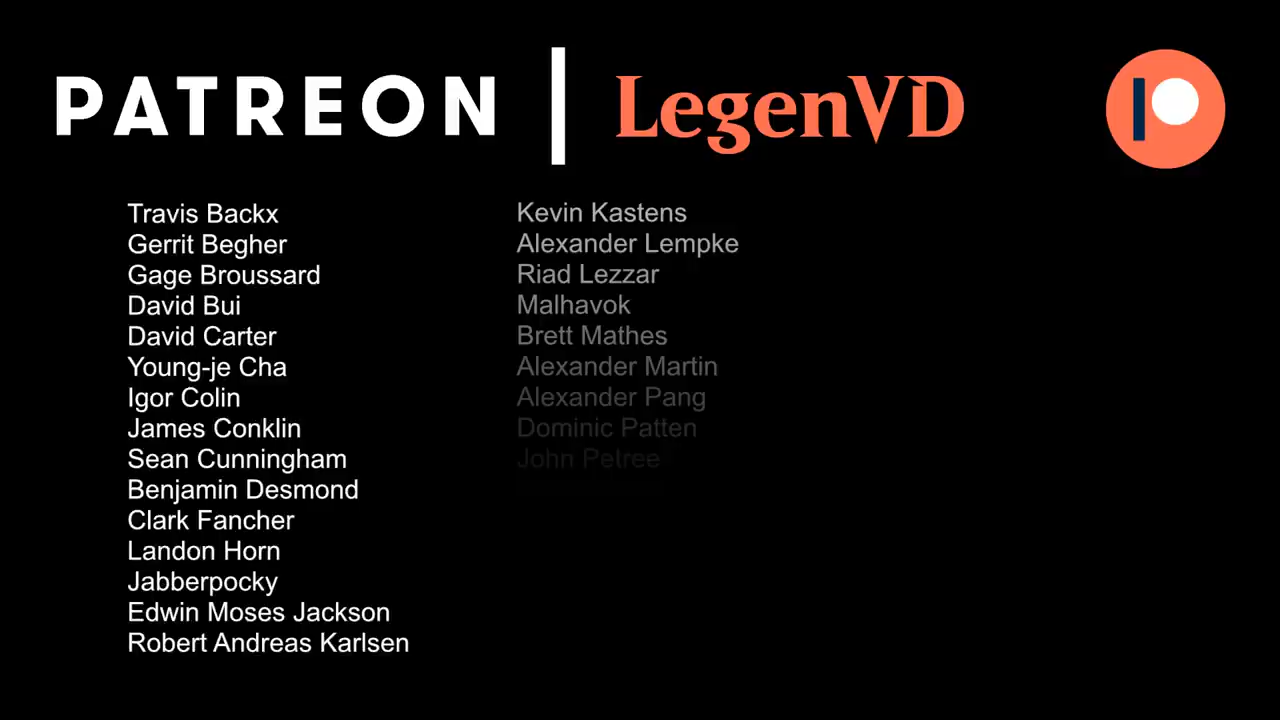 PATREON | LegenVD
Travis Backx
Gerrit Begher
Gage Broussard
David Bui
David Carter
Young-je Cha
Igor Colin
James Conklin
Sean Cunningham
Benjamin Desmond
Clark Fancher
Landon Horn
Jabberpocky
Edwin Moses Jackson
Robert Andreas Karlsen
Kevin Kastens
Alexander Lempke
Riad Lezzar
Malhavok
Brett Mathes
Alexander Martin
Alexander Pang
Dominic Patten
John Petree